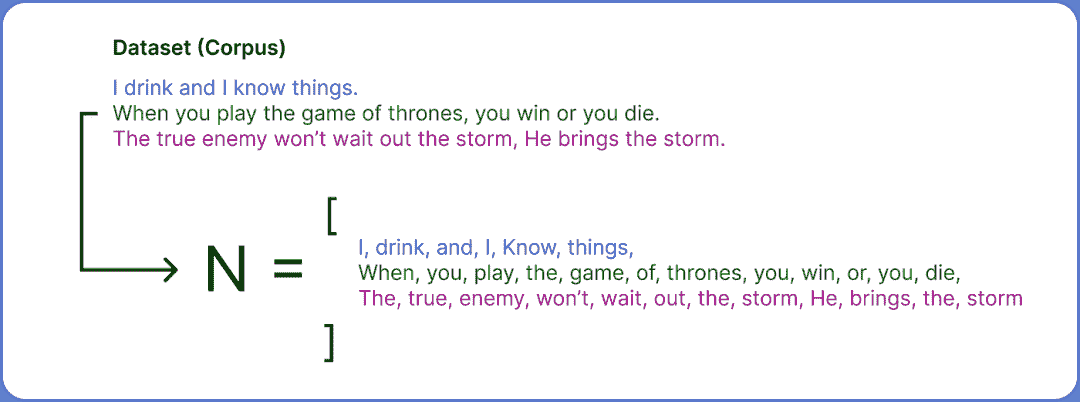 Dataset (Corpus)
I drink and I know things.
When you play the game of thrones, you win or you die.
The true enemy won’t wait out the storm, He brings the storm.
[
I, drink, and, I, Know, things,
N =
When, you, play, the, game, of, thrones, you, win, or, you, die,
The, true, enemy, won’t, wait, out, the, storm, He, brings, the, storm
]